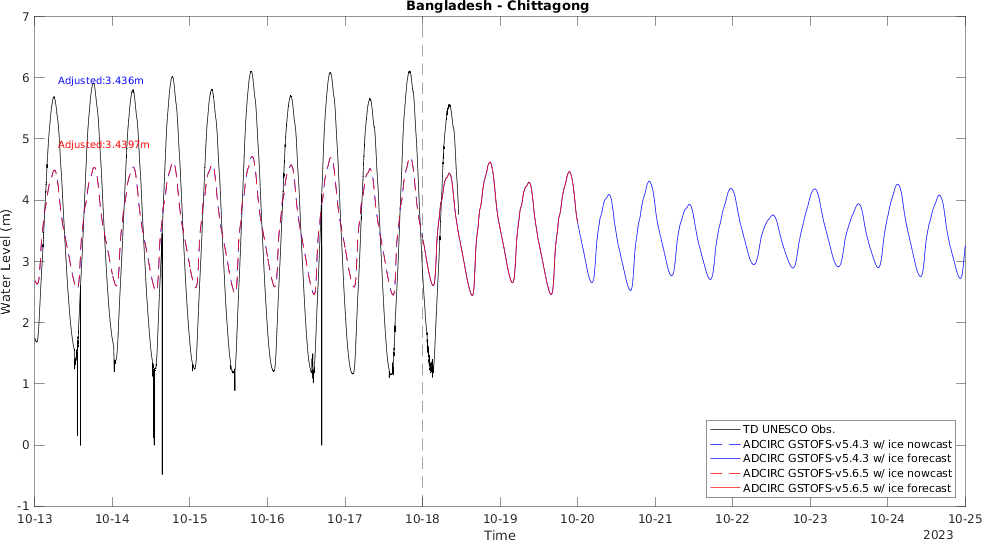 Bangladesh - Chittagong
7
6
5
4
3
2
1
0
-1
Water Level (m)
Adjusted:3.436m
Adjusted:3.4397m
TD UNESCO Obs.
ADCIRC GSTOFS-v5.4.3 w/ ice nowcast
ADCIRC GSTOFS-v5.4.3 w/ ice forecast
ADCIRC GSTOFS-v5.6.5 w/ ice nowcast
ADCIRC GSTOFS-v5.6.5 w/ ice forecast
10-13 10-14 10-15 10-16 10-17 10-18 10-19 10-20 10-21 10-22 10-23 10-24 10-25
Time
2023